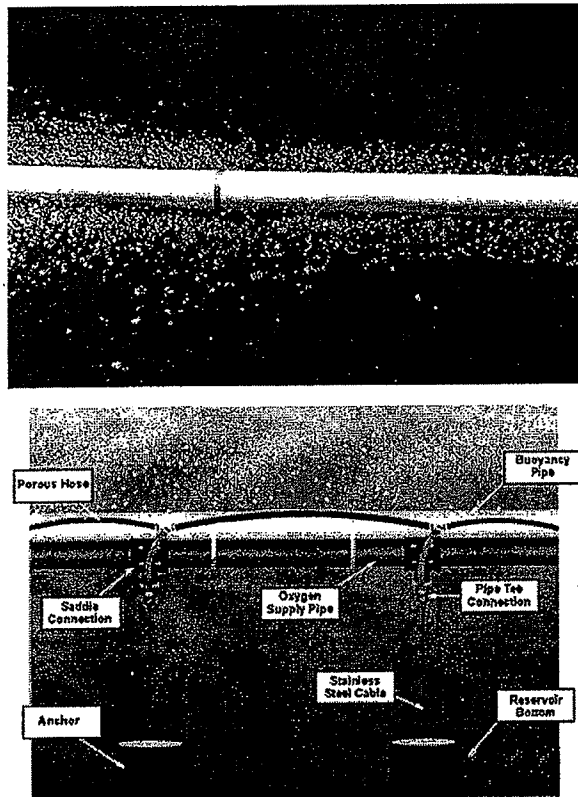 Porous Hose
Buoyancy
Pipe
Saddle
Connection
Oxygen
Supply Pipe
Pipe Tee
Connection
Stainless
Steel Cable
Anchor
Reservoir
Bottom